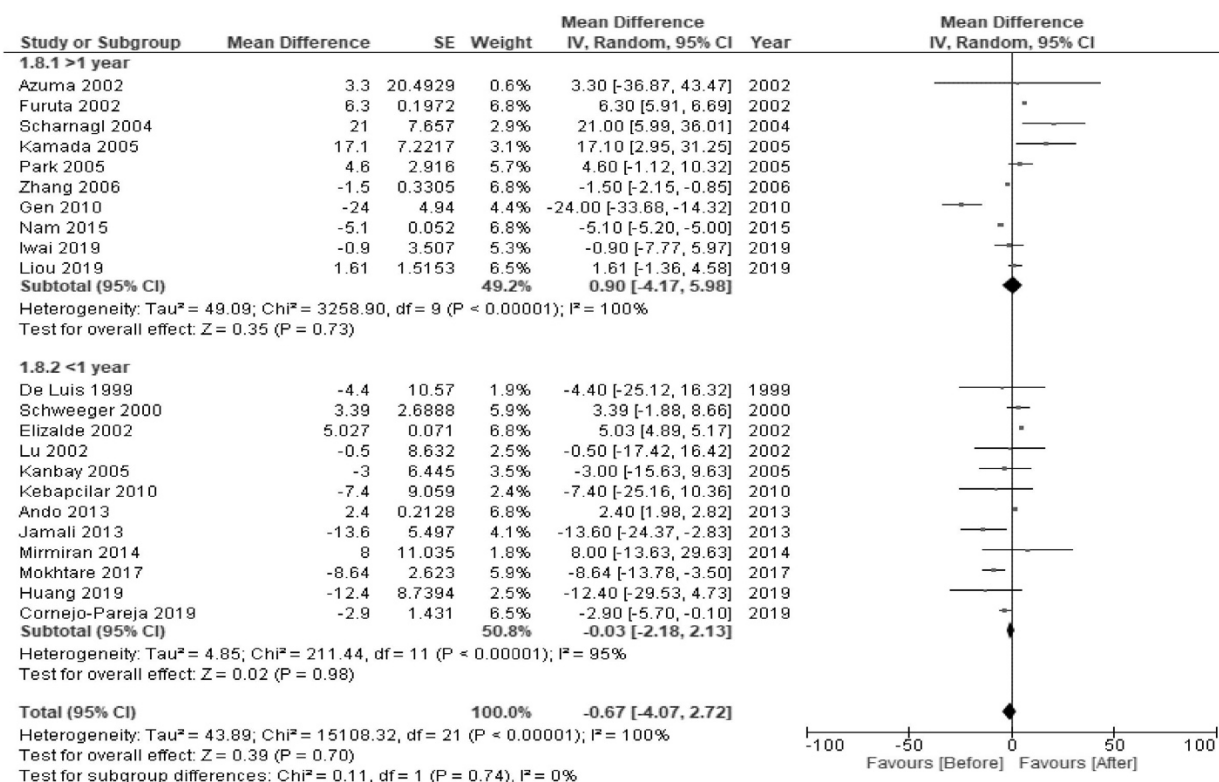 Mean Difference Mean Difference
Study or Subgroup Mean Difference SE Weight IV, Random, 95% CI Year IV, Random, 95% CI
1.8.1 >1 year
Azuma 2002 3.3 20.4929 0.6% 3.30 [-36.87, 43.47] 2002
Furuta 2002 6.3 0.1972 6.8% 6.30 [5.91, 6.69] 2002
Scharnagl 2004 21 7.657 2.9% 21.00 [5.99, 36.01] 2004
Kamada 2005 17.1 7.2217 3.1% 17.10 [2.95, 31.25] 2005
Park 2005 4.6 2.916 5.7% 4.60 [-1.12, 10.32] 2005
Zhang 2006 -1.5 0.3305 6.8% -1.50 [-2.15, -0.85] 2006
Gen 2010 -24 4.94 4.4% -24.00 [-33.68, -14.32] 2010
Nam 2015 -5.1 0.052 6.8% -5.10 [-5.20, -5.00] 2015
Iwai 2019 -0.9 3.507 5.3% -0.90 [-7.77, 5.97] 2019
Liou 2019 1.61 1.5153 6.5% 1.61 [-1.36, 4.58] 2019
Subtotal (95% CI) 49.2% 0.90 [-4.17, 5.98]
Heterogeneity: Tau² = 49.09; Chi² = 3258.90, df = 9 (P < 0.00001); I² = 100%
Test for overall effect: Z = 0.35 (P = 0.73)
1.8.2 <1 year
De Luis 1999 -4.4 10.57 1.9% -4.40 [-25.12, 16.32] 1999
Schweeger 2000 3.39 2.6888 5.9% 3.39 [-1.88, 8.66] 2000
Elizalde 2002 5.027 0.071 6.8% 5.03 [4.89, 5.17] 2002
Lu 2002 -0.5 8.632 2.5% -0.50 [-17.42, 16.42] 2002
Kanbay 2005 -3 6.445 3.5% -3.00 [-15.63, 9.63] 2005
Kebapcilar 2010 -7.4 9.059 2.4% -7.40 [-25.16, 10.36] 2010
Ando 2013 2.4 0.2128 6.8% 2.40 [1.98, 2.82] 2013
Jamali 2013 -13.6 5.497 4.1% -13.60 [-24.37, -2.83] 2013
Mirmiran 2014 8 11.035 1.8% 8.00 [-13.63, 29.63] 2014
Mokhtare 2017 -8.64 2.623 5.9% -8.64 [-13.78, -3.50] 2017
Huang 2019 -12.4 8.7394 2.5% -12.40 [-29.53, 4.73] 2019
Cornejo-Pareja 2019 -2.9 1.431 6.5% -2.90 [-5.70, -0.10] 2019
Subtotal (95% CI) 50.8% -0.03 [-2.18, 2.13]
Heterogeneity: Tau² = 4.85; Chi² = 211.44, df = 11 (P < 0.00001); I² = 95%
Test for overall effect: Z = 0.02 (P = 0.98)
Total (95% CI) 100.0% -0.67 [-4.07, 2.72]
Heterogeneity: Tau² = 43.89; Chi² = 15108.32, df = 21 (P < 0.00001); I² = 100%
Test for overall effect: Z = 0.39 (P = 0.70)
Test for subgroup differences: Chi² = 0.11, df = 1 (P = 0.74), I² = 0%
-100 -50 0 50 100
Favours [Before] Favours [After]